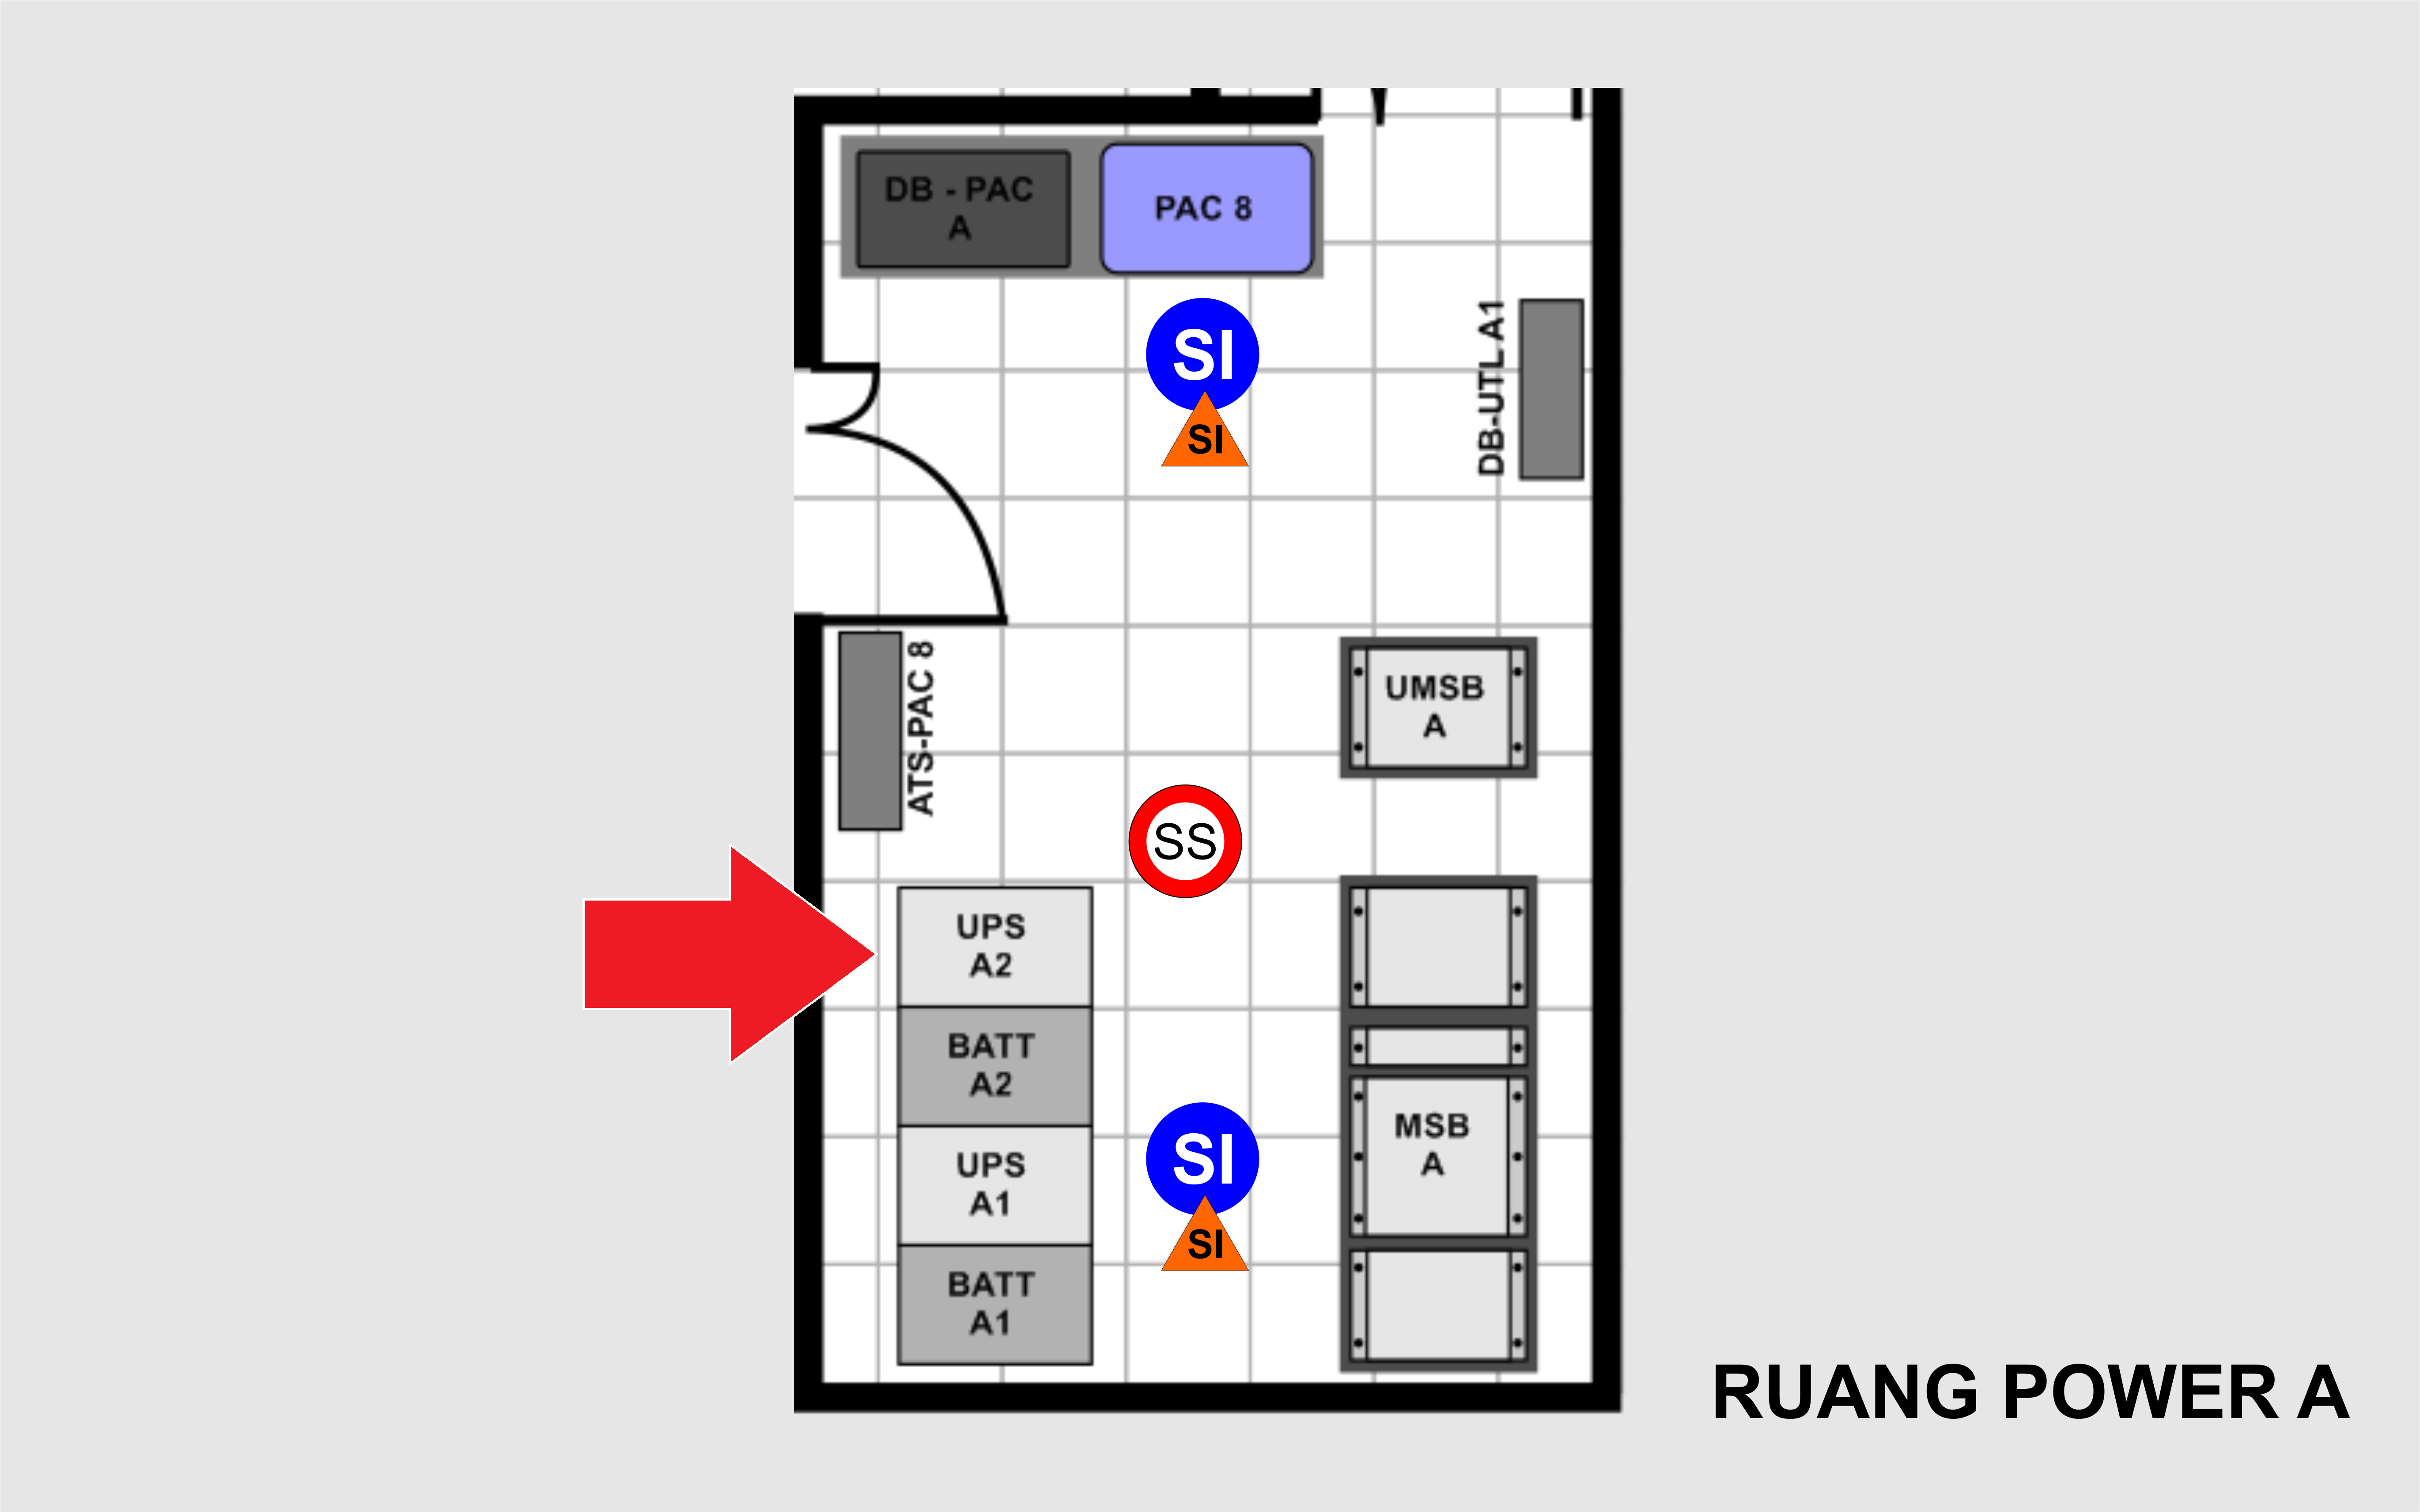 DB - PAC
A
PAC 8
SI
SI
DB-UTL A1
ATS-PAC 8
UMSB
A
SS
UPS
A2
BATT
A2
SI
SI
MSB
A
UPS
A1
BATT
A1
RUANG POWER A